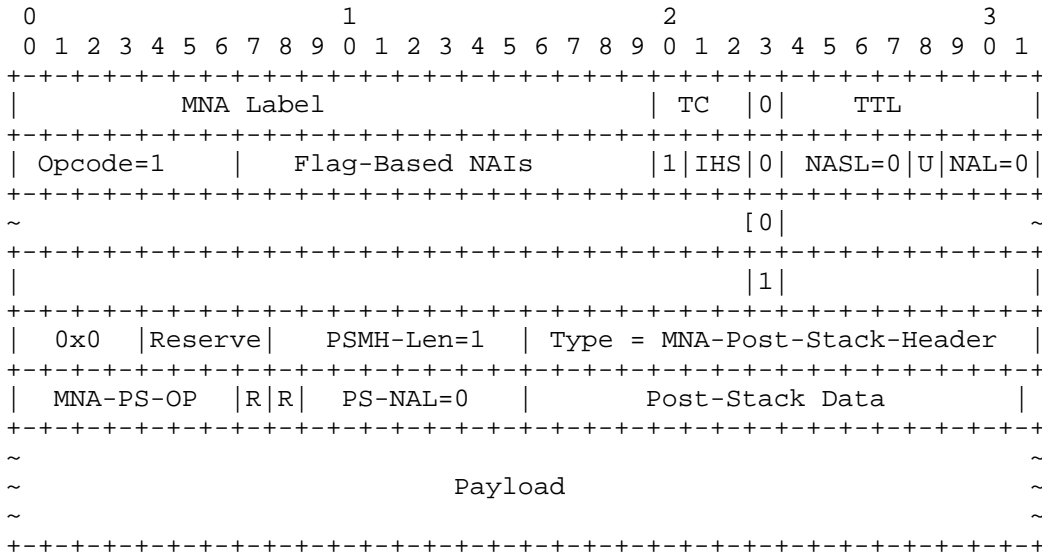 0                   1                   2                   3
 0 1 2 3 4 5 6 7 8 9 0 1 2 3 4 5 6 7 8 9 0 1 2 3 4 5 6 7 8 9 0 1
+-+-+-+-+-+-+-+-+-+-+-+-+-+-+-+-+-+-+-+-+-+-+-+-+-+-+-+-+-+-+-+-+
|          MNA Label                    | TC  |0|    TTL        |
+-+-+-+-+-+-+-+-+-+-+-+-+-+-+-+-+-+-+-+-+-+-+-+-+-+-+-+-+-+-+-+-+
| Opcode=1    |   Flag-Based NAIs         |1|IHS|0| NASL=0|U|NAL=0|
+-+-+-+-+-+-+-+-+-+-+-+-+-+-+-+-+-+-+-+-+-+-+-+-+-+-+-+-+-+-+-+-+
~                                             [0|               ~
+-+-+-+-+-+-+-+-+-+-+-+-+-+-+-+-+-+-+-+-+-+-+-+-+-+-+-+-+-+-+-+-+
|                                             |1|               |
+-+-+-+-+-+-+-+-+-+-+-+-+-+-+-+-+-+-+-+-+-+-+-+-+-+-+-+-+-+-+-+-+
|  0x0  |Reserve|   PSMH-Len=1  | Type = MNA-Post-Stack-Header  |
+-+-+-+-+-+-+-+-+-+-+-+-+-+-+-+-+-+-+-+-+-+-+-+-+-+-+-+-+-+-+-+-+
|  MNA-PS-OP  |R|R|  PS-NAL=0   |       Post-Stack Data        |
+-+-+-+-+-+-+-+-+-+-+-+-+-+-+-+-+-+-+-+-+-+-+-+-+-+-+-+-+-+-+-+-+
~                                                               ~
~                           Payload                             ~
~                                                               ~
+-+-+-+-+-+-+-+-+-+-+-+-+-+-+-+-+-+-+-+-+-+-+-+-+-+-+-+-+-+-+-+-+